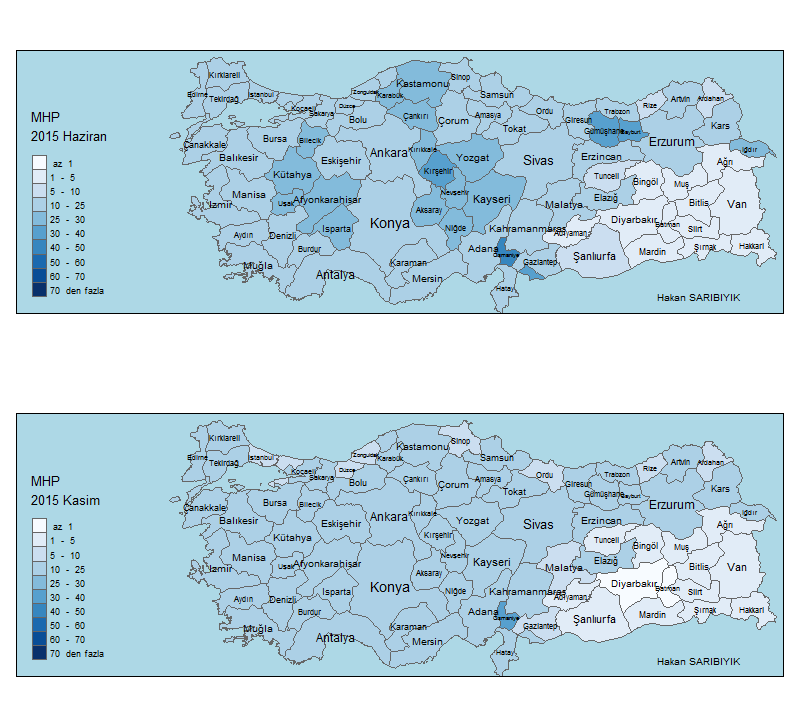 MHP
2015 Haziran
az 1
1 - 5
5 - 10
10 - 25
25 - 30
30 - 40
40 - 50
50 - 60
60 - 70
70 den fazla
Kırklareli
Edirne
Tekirdağ
İstanbul
Kocaeli
Sakarya
Düzce
Zonguldak
Bolu
Karabük
Kastamonu
Sinop
Çankırı
Samsun
Çorum
Amasya
Tokat
Ordu
Giresun
Trabzon
Gümüşhane
Bayburt
Rize
Artvin
Ardahan
Kars
Iğdır
Ağrı
Erzurum
Erzincan
Çanakkale
Balıkesir
Bursa
Bilecik
Eskişehir
Kütahya
Ankara
Kırıkkale
Kırşehir
Yozgat
Sivas
Tuncell
Bingöl
Muş
Bitlis
Van
Manisa
İzmir
Uşak
Afyonkarahisar
Nevsehir
Aksaray
Kayseri
Malatya
Elazığ
Diyarbakır
Batman
Siirt
Şırnak
Hakkari
Aydın
Denizli
Isparta
Burdur
Konya
Niğde
Kahramanmaraş
Adıyaman
Şanlıurfa
Mardin
Muğla
Antalya
Karaman
Mersin
Adana
Osmaniye
Gaziantep
Hatay
Hakan SARIBIYIK
MHP
2015 Kasim
az 1
1 - 5
5 - 10
10 - 25
25 - 30
30 - 40
40 - 50
50 - 60
60 - 70
70 den fazla
Kırklareli
Edirne
Tekirdağ
İstanbul
Kocaeli
Sakarya
Düzce
Zonguldak
Bolu
Karabük
Kastamonu
Sinop
Çankırı
Samsun
Çorum
Amasya
Tokat
Ordu
Giresun
Trabzon
Gümüşhane
Bayburt
Rize
Artvin
Ardahan
Kars
Iğdır
Ağrı
Erzurum
Erzincan
Çanakkale
Balıkesir
Bursa
Bilecik
Eskişehir
Kütahya
Ankara
Kırıkkale
Kırşehir
Yozgat
Sivas
Tuncell
Bingöl
Muş
Bitlis
Van
Manisa
İzmir
Uşak
Afyonkarahisar
Nevsehir
Aksaray
Kayseri
Malatya
Elazığ
Diyarbakır
Batman
Siirt
Şırnak
Hakkari
Aydın
Denizli
Isparta
Burdur
Konya
Niğde
Kahramanmaraş
Adıyaman
Şanlıurfa
Mardin
Muğla
Antalya
Karaman
Mersin
Adana
Osmaniye
Gaziantep
Hatay
Hakan SARIBIYIK